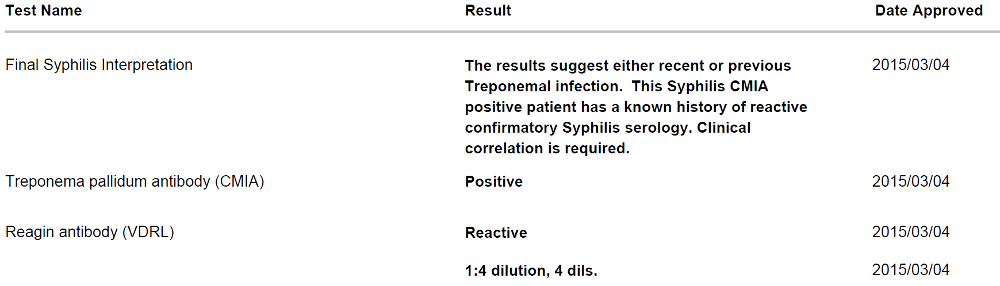 Test Name Result Date Approved
Final Syphilis Interpretation The results suggest either recent or previous 2015/03/04
Treponemal infection.  This Syphilis CMIA
positive patient has a known history of reactive
confirmatory Syphilis serology. Clinical
correlation is required.
Treponema pallidum antibody (CMIA) Positive 2015/03/04
Reagin antibody (VDRL) Reactive 2015/03/04
1:4 dilution, 4 dils. 2015/03/04